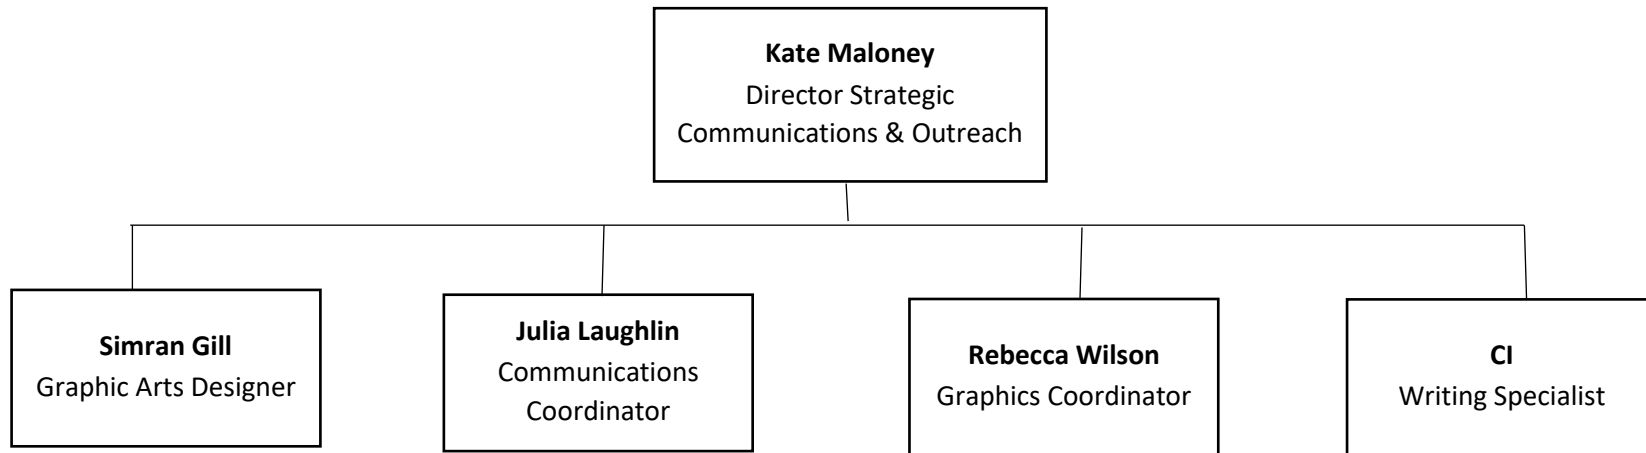 Kate Maloney
Director Strategic
Communications & Outreach
Simran Gill
Graphic Arts Designer
Julia Laughlin
Communications
Coordinator
Rebecca Wilson
Graphics Coordinator
CI
Writing Specialist